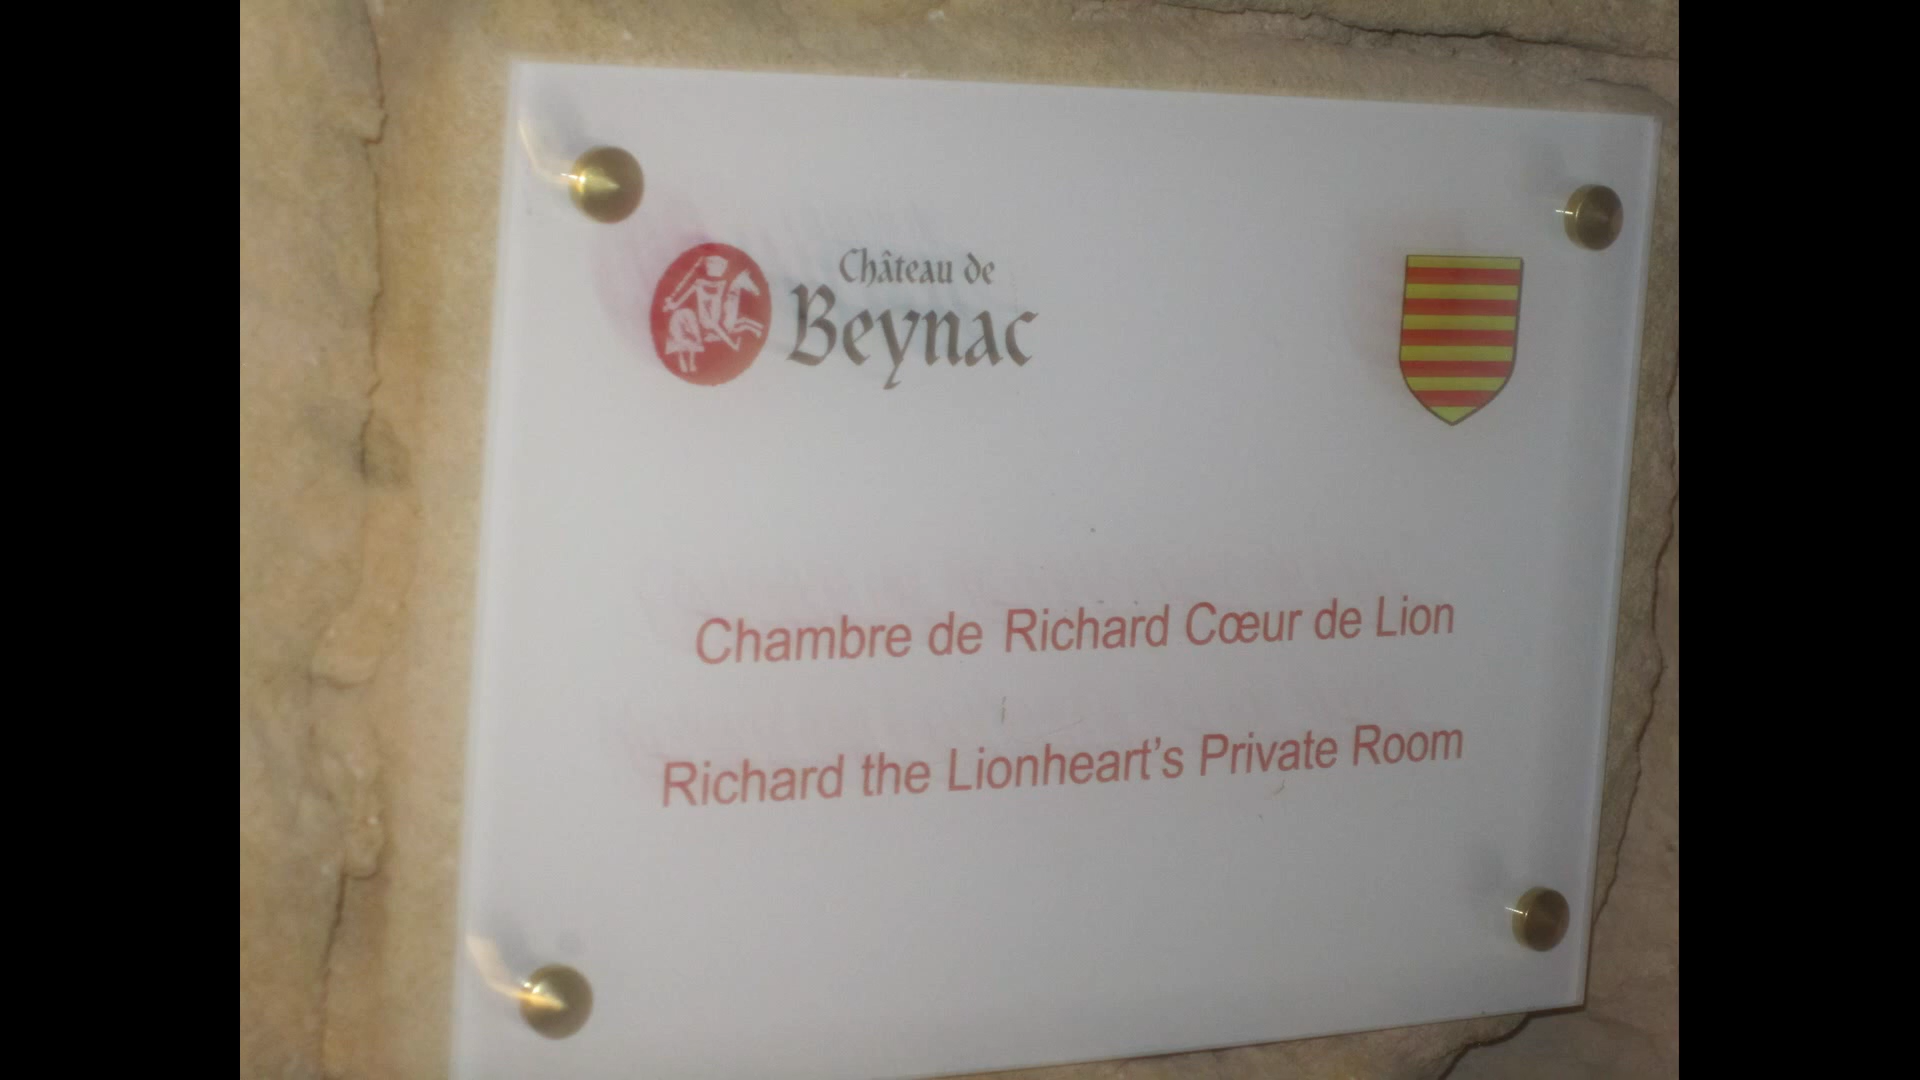 Château de
Beynac
Chambre de Richard Cœur de Lion
Richard the Lionheart’s Private Room